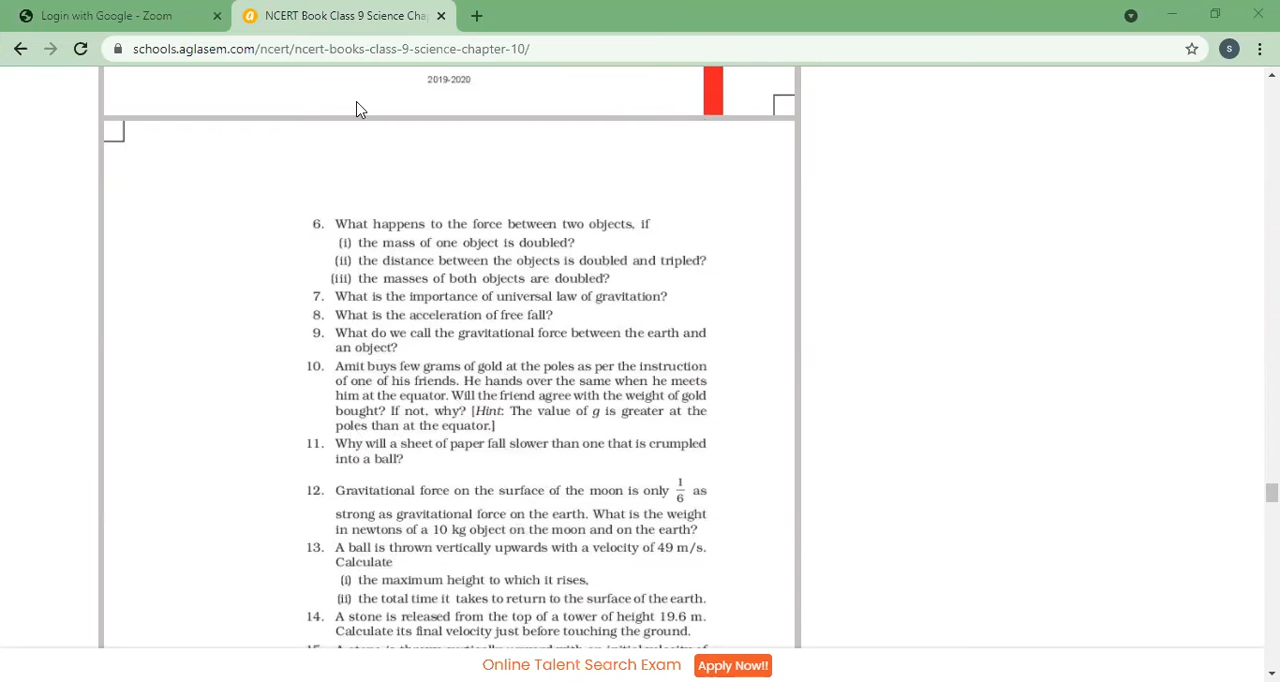 Login with Google - Zoom
NCERT Book Class 9 Science Cha
schools.aglasem.com/ncert/ncert-books-class-9-science-chapter-10/
S
2019-2020
6. What happens to the force between two objects, if
(i) the mass of one object is doubled?
(ii) the distance between the objects is doubled and tripled?
(iii) the masses of both objects are doubled?
7. What is the importance of universal law of gravitation?
8. What is the acceleration of free fall?
9. What do we call the gravitational force between the earth and
an object?
10. Amit buys few grams of gold at the poles as per the instruction
of one of his friends. He hands over the same when he meets
him at the equator. Will the friend agree with the weight of gold
bought? If not, why? [Hint: The value of g is greater at the
poles than at the equator.]
11. Why will a sheet of paper fall slower than one that is crumpled
into a ball?
12. Gravitational force on the surface of the moon is only 1/6 as
strong as gravitational force on the earth. What is the weight
in newtons of a 10 kg object on the moon and on the earth?
13. A ball is thrown vertically upwards with a velocity of 49 m/s.
Calculate
(i) the maximum height to which it rises,
(ii) the total time it takes to return to the surface of the earth.
14. A stone is released from the top of a tower of height 19.6 m.
Calculate its final velocity just before touching the ground.
15. A stone is thrown vertically upward with an initial velocity of
Online Talent Search Exam Apply Now!!